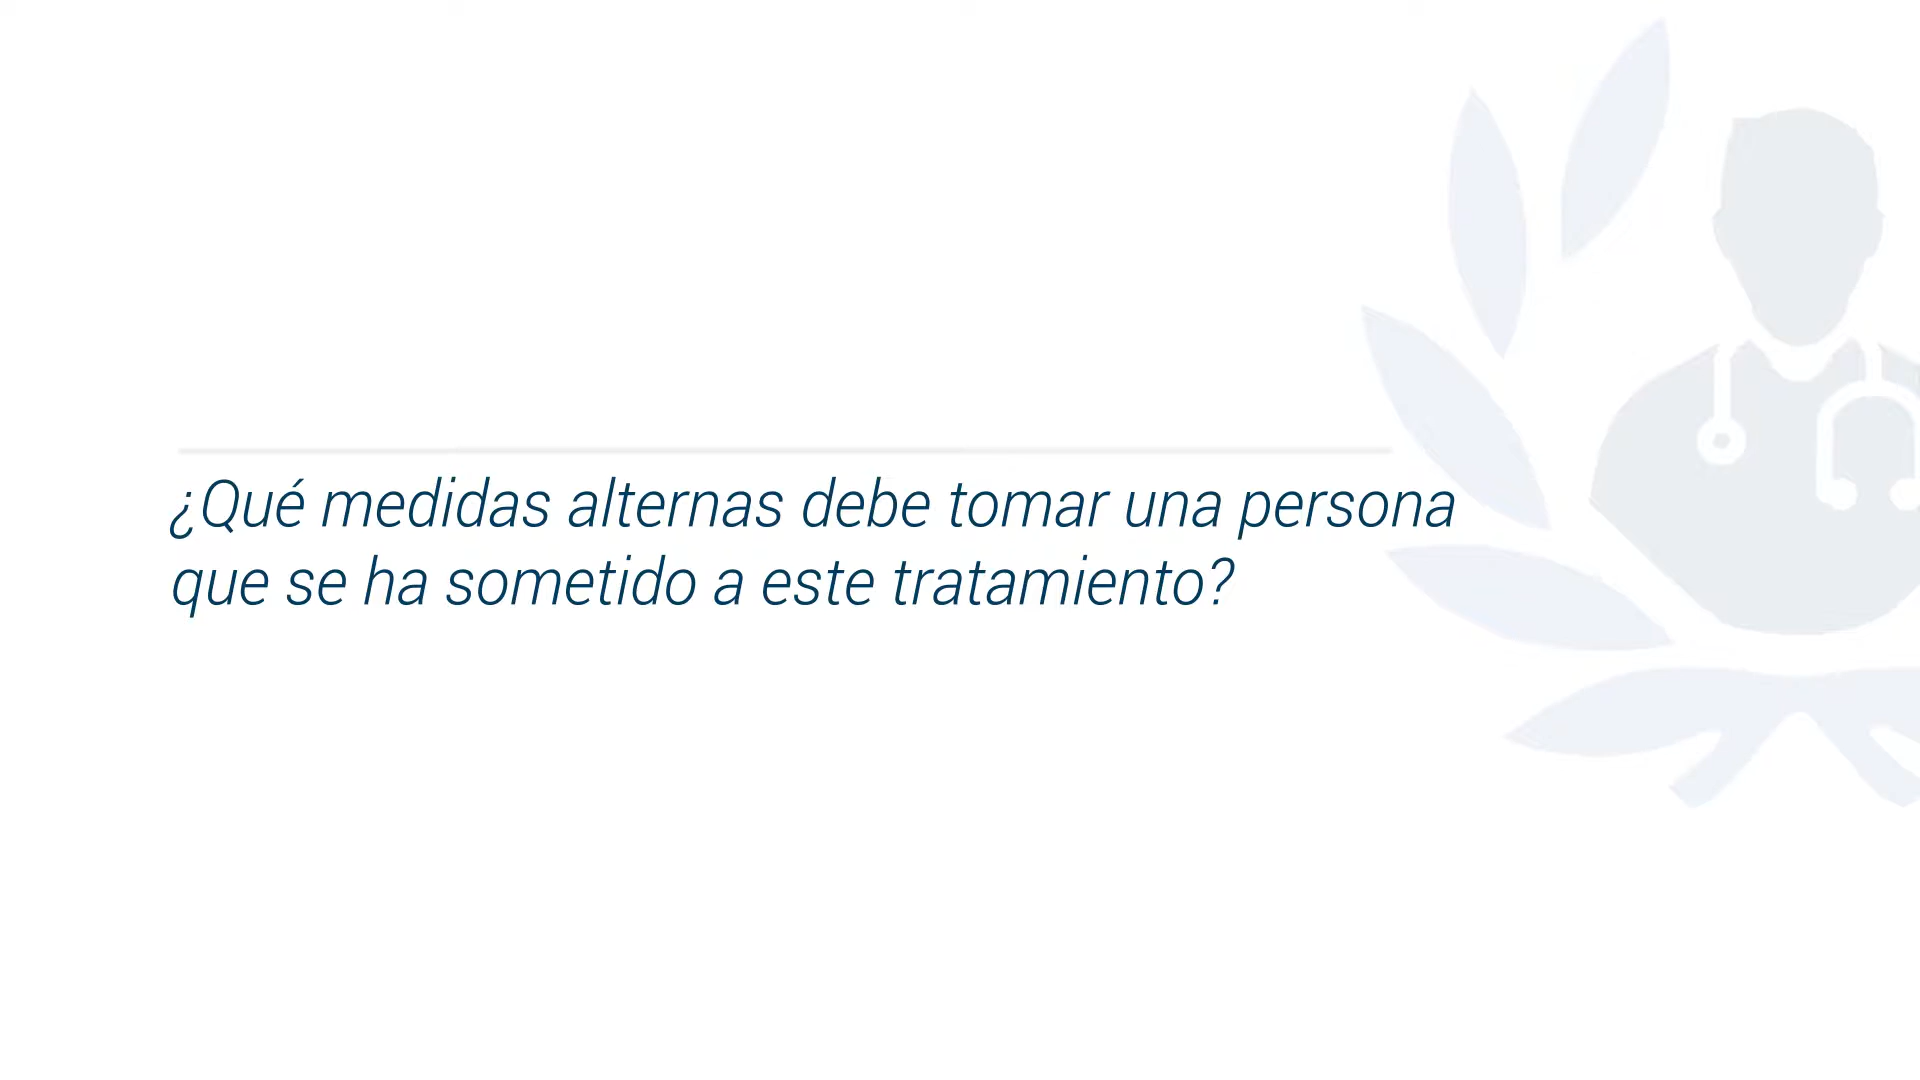 ¿Qué medidas alternas debe tomar una persona
que se ha sometido a este tratamiento?